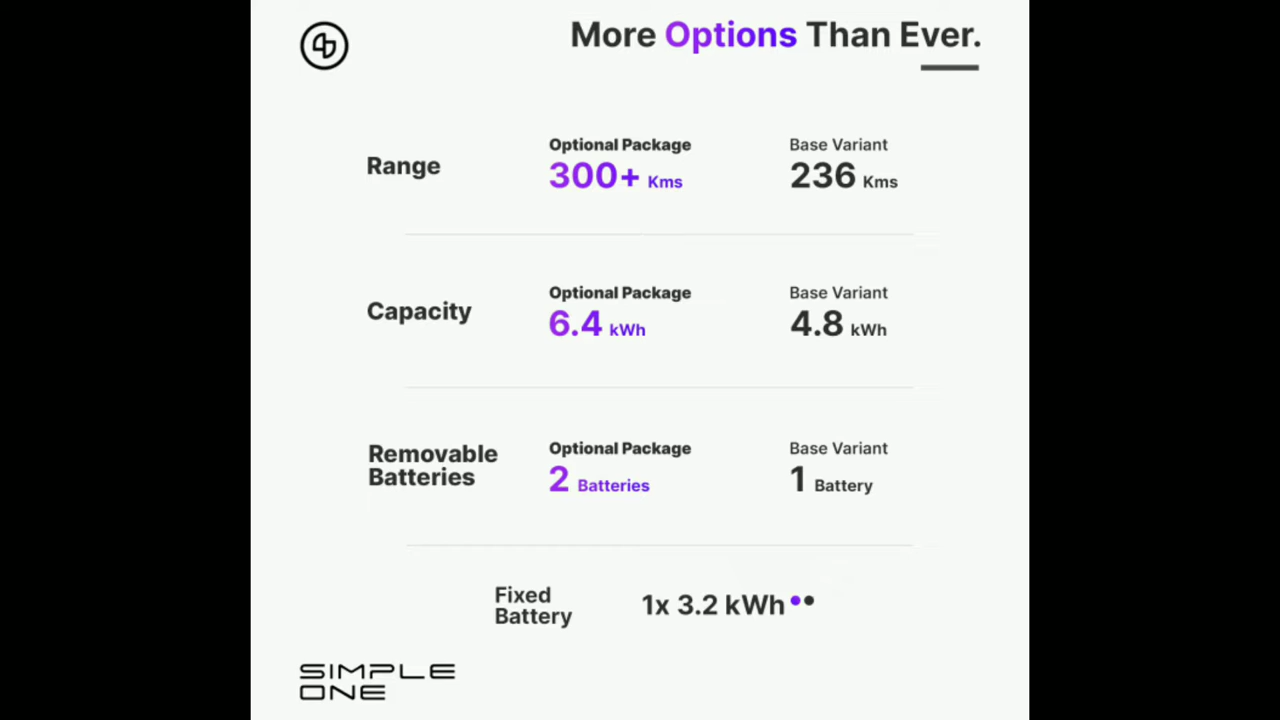 More Options Than Ever.
Range
Optional Package
300+ Kms
Base Variant
236 Kms
Capacity
Optional Package
6.4 kWh
Base Variant
4.8 kWh
Removable
Batteries
Optional Package
2 Batteries
Base Variant
1 Battery
Fixed
Battery
1x 3.2 kWh
SIMPLE
ONE